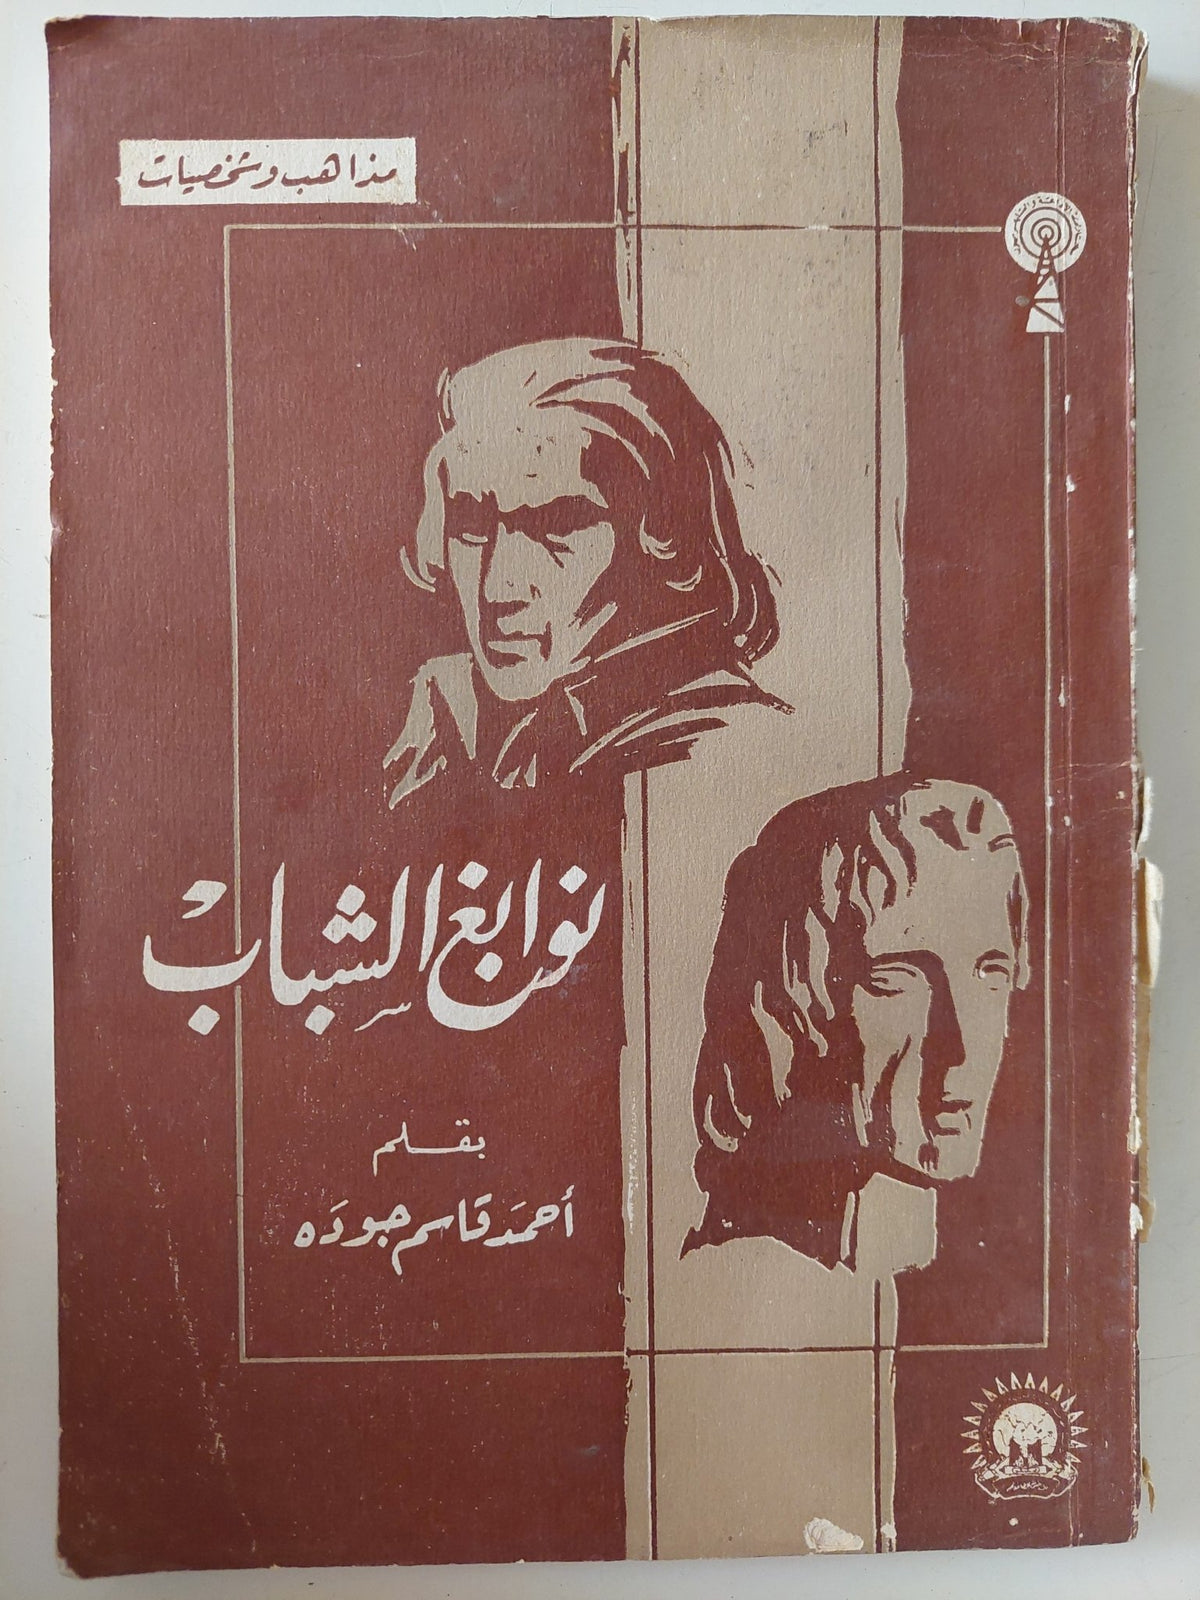 مذاهب وشخصيات
نوابغ الشباب
بقلم
أحمد قاسم جوده